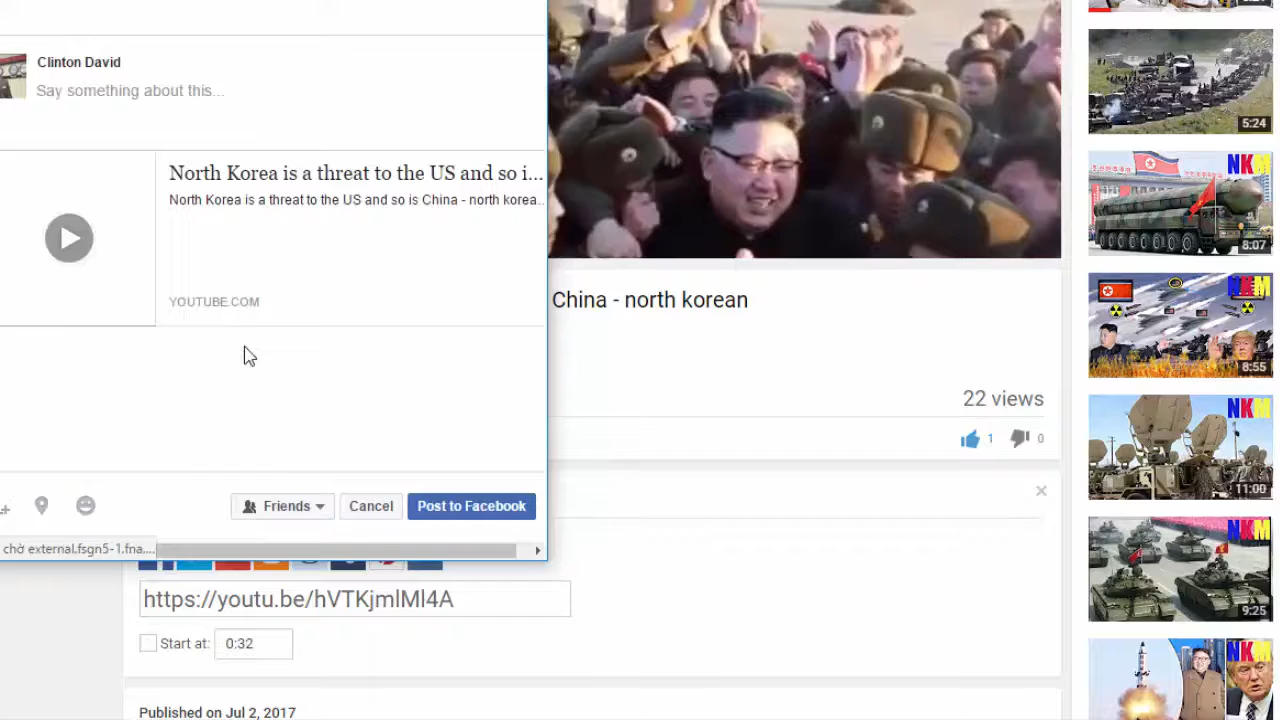 Clinton David
Say something about this...
North Korea is a threat to the US and so i...
North Korea is a threat to the US and so is China - north korea..
YOUTUBE.COM
Friends
Cancel
Post to Facebook
chờ external.fsgn5-1.fna....
China - north korean
22 views
1
0
https://youtu.be/hVTKjmlMl4A
Start at:
0:32
Published on Jul 2, 2017
5:24
NKM
8:07
NKM
8:55
NKM
11:00
NKM
9:25
NKM